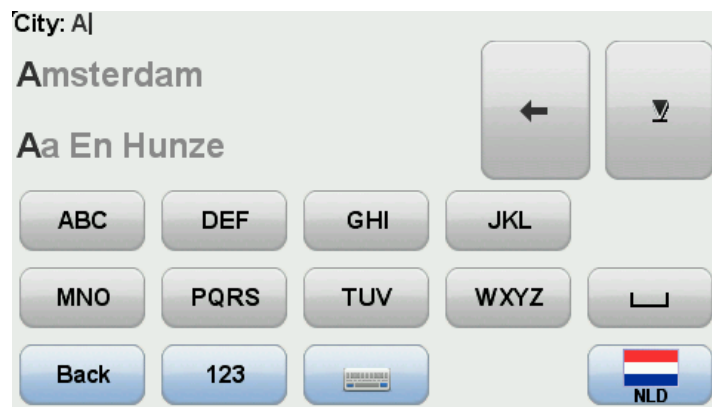 City: A
Amsterdam
Aa En Hunze
ABC DEF GHI JKL
MNO PQRS TUV WXYZ
Back 123 NLD